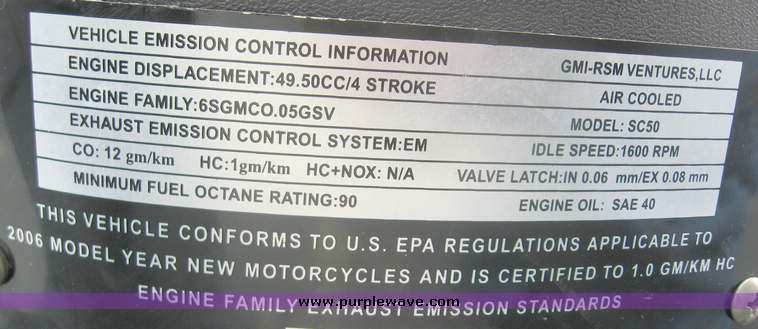 VEHICLE EMISSION CONTROL INFORMATION GMI-RSM VENTURES,LLC
ENGINE DISPLACEMENT:49.50CC/4 STROKE AIR COOLED
ENGINE FAMILY:6SGMCO.05GSV MODEL: SC50
EXHAUST EMISSION CONTROL SYSTEM:EM IDLE SPEED:1600 RPM
CO: 12 gm/km HC:1gm/km HC+NOX: N/A VALVE LATCH:IN 0.06 mm/EX 0.08 mm
MINIMUM FUEL OCTANE RATING:90 ENGINE OIL: SAE 40
THIS VEHICLE CONFORMS TO U.S. EPA REGULATIONS APPLICABLE TO
2006 MODEL YEAR NEW MOTORCYCLES AND IS CERTIFIED TO 1.0 GM/KM HC
ENGINE FAMILY EXHAUST EMISSION STANDARDS
www.purplewave.com